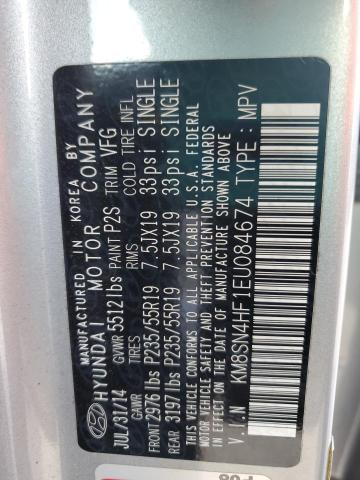 MANUFACTURED IN KOREA BY
HYUNDAI MOTOR COMPANY
JUL/31/14 GVWR 5512 lbs PAINT P2S TRIM VFG
GAWR TIRES RIMS COLD TIRE INFL
FRONT 2976 lbs P235/55R19 7.5JX19 33psi SINGLE
REAR 3197 lbs P235/55R19 7.5JX19 33psi SINGLE
THIS VEHICLE CONFORMS TO ALL APPLICABLE U.S.A. FEDERAL
MOTOR VEHICLE SAFETY, BUMPER, AND THEFT PREVENTION STANDARDS
IN EFFECT ON THE DATE OF MANUFACTURE SHOWN ABOVE
V.I.N KM8SN4HF1EU084674 TYPE: MPV